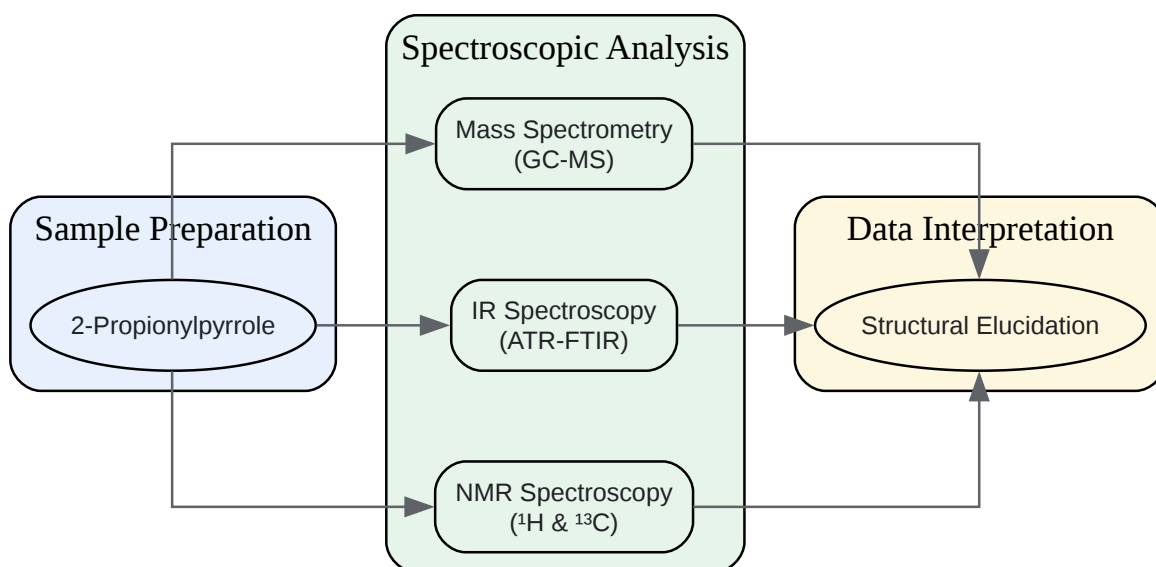 Spectroscopic Analysis
Mass Spectrometry
(GC-MS)
Sample Preparation
2-Propionylpyrrole
IR Spectroscopy
(ATR-FTIR)
Data Interpretation
Structural Elucidation
NMR Spectroscopy
(¹H & ¹³C)